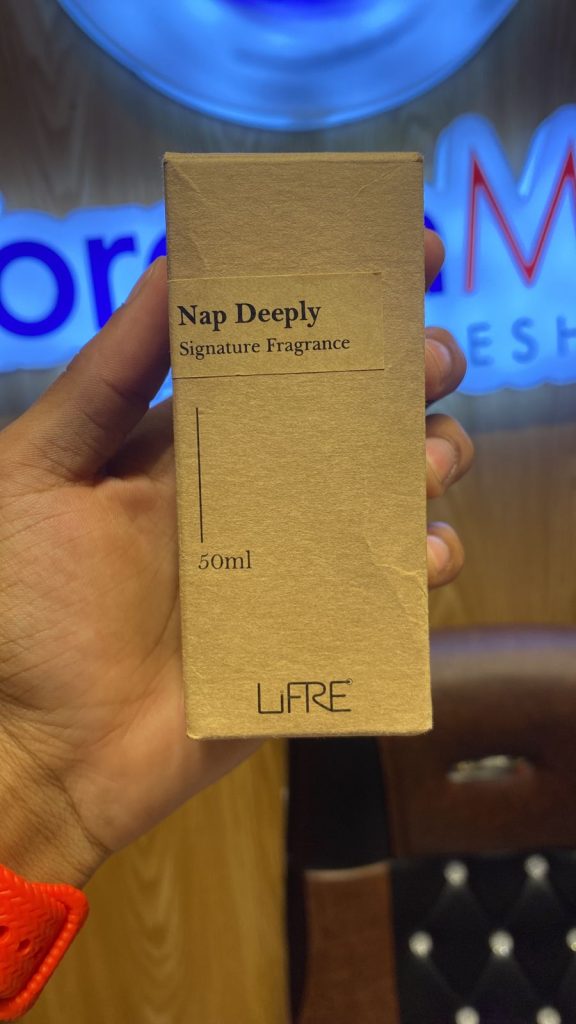 Nap Deeply
Signature Fragrance
50ml
LiFRE